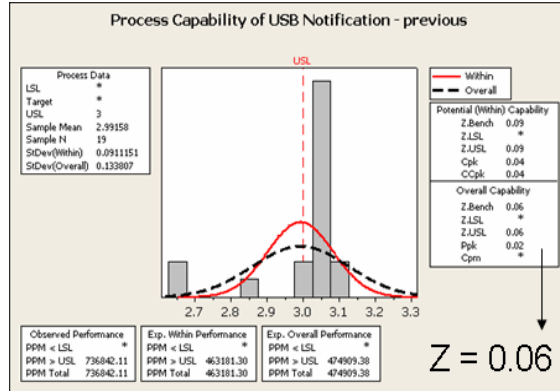 Process Capability of USB Notification - previous
USL
Process Data
LSL *
Target *
USL 3
Sample Mean 2.99158
Sample N 19
StDev(Within) 0.0911151
StDev(Overall) 0.133807
Within
Overall
Potential (Within) Capability
Z.Bench 0.09
Z.LSL *
Z.USL 0.09
Cpk 0.04
CCpk 0.04
Overall Capability
Z.Bench 0.06
Z.LSL *
Z.USL 0.06
Ppk 0.02
Cpm *
2.7 2.8 2.9 3.0 3.1 3.2 3.3
Observed Performance
PPM < LSL *
PPM > USL 736842.11
PPM Total 736842.11
Exp. Within Performance
PPM < LSL *
PPM > USL 463181.30
PPM Total 463181.30
Exp. Overall Performance
PPM < LSL *
PPM > USL 474909.38
PPM Total 474909.38
Z = 0.06